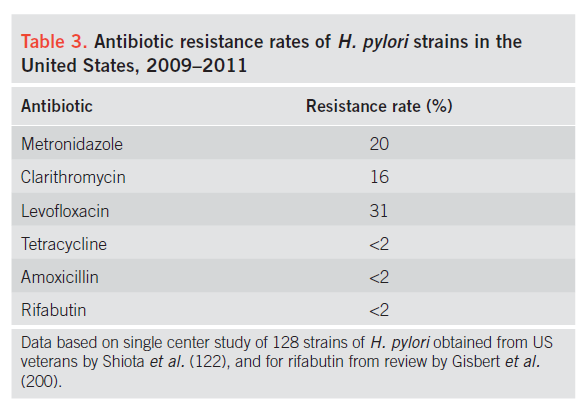 Table 3. Antibiotic resistance rates of H. pylori strains in the
United States, 2009–2011
Antibiotic Resistance rate (%)
Metronidazole 20
Clarithromycin 16
Levofloxacin 31
Tetracycline <2
Amoxicillin <2
Rifabutin <2
Data based on single center study of 128 strains of H. pylori obtained from US
veterans by Shiota et al. (122), and for rifabutin from review by Gisbert et al.
(200).